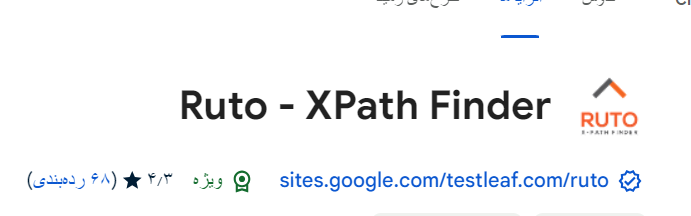 Ruto - XPath Finder
RUTO
X-PATH FINDER
sites.google.com/testleaf.com/ruto
ویژه
۴٫۳ ★ (۶۸ رده‌بندی)